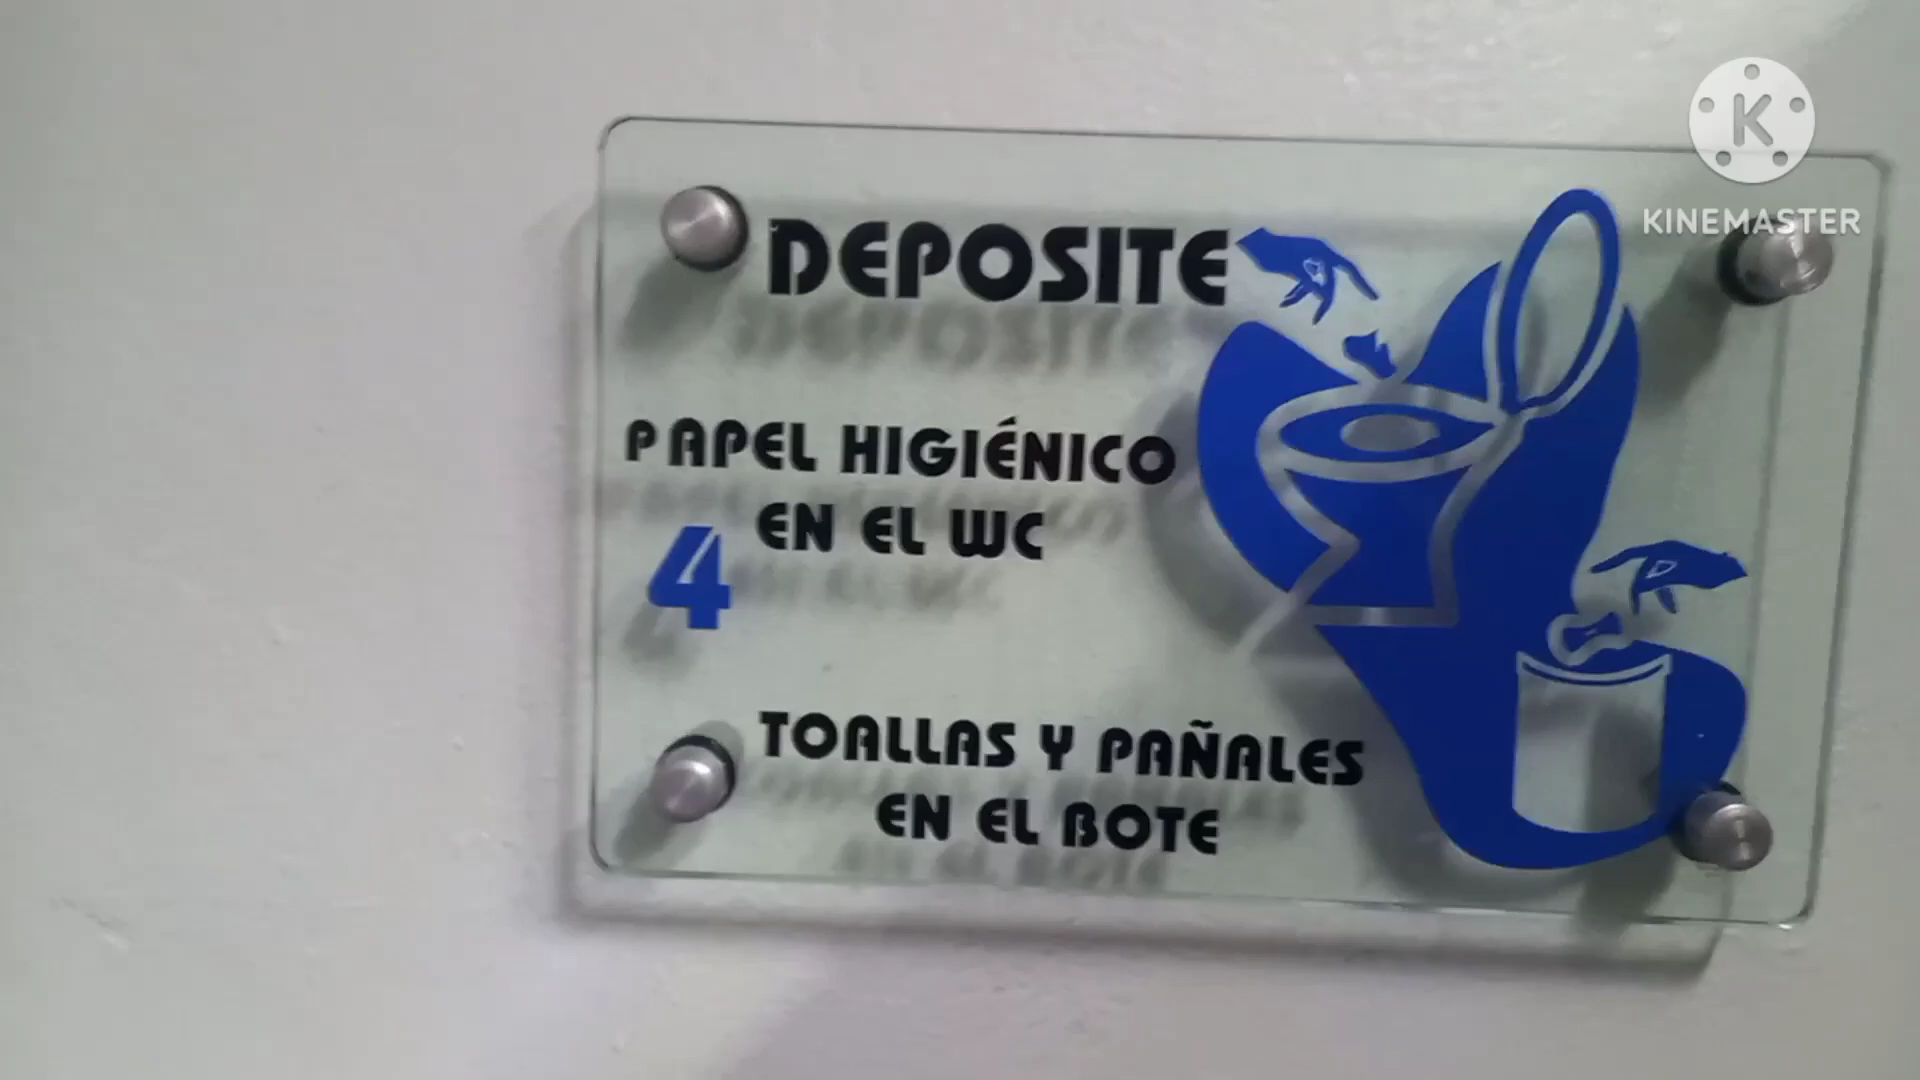 DEPOSITE
PAPEL HIGIÉNICO
EN EL WC
4
TOALLAS Y PAÑALES
EN EL BOTE
K
KINEMASTER